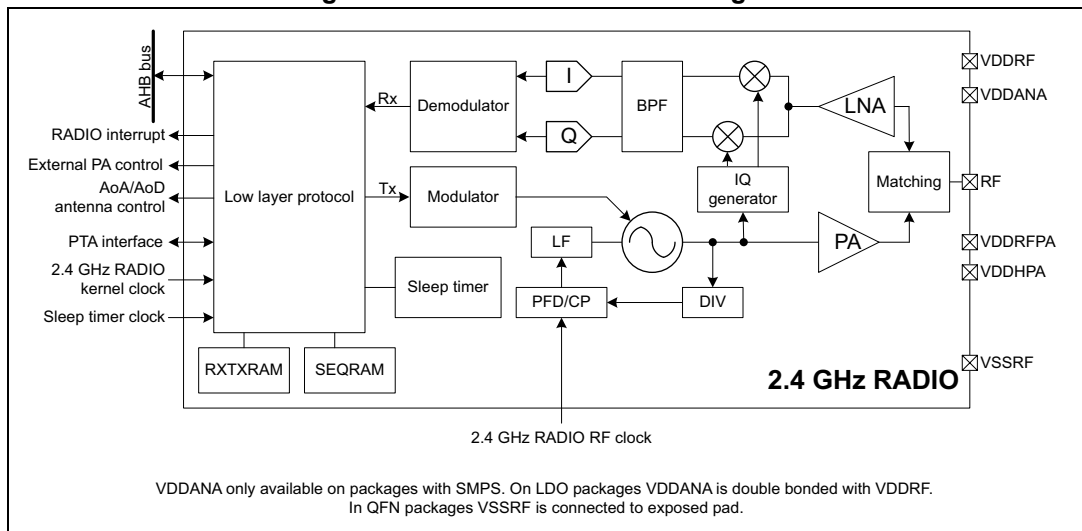 AHB bus
RADIO interrupt
External PA control
AoA/AoD
antenna control
PTA interface
2.4 GHz RADIO
kernel clock
Sleep timer clock
Low layer protocol
Rx
Tx
Demodulator
Modulator
Sleep timer
RXTXRAM
SEQRAM
I
Q
BPF
LNA
IQ
generator
Matching
LF
PFD/CP
DIV
PA
VDDRF
VDDANA
RF
VDDRFPA
VDDHPA
VSSRF
2.4 GHz RADIO
2.4 GHz RADIO RF clock
VDDANA only available on packages with SMPS. On LDO packages VDDANA is double bonded with VDDRF.
In QFN packages VSSRF is connected to exposed pad.